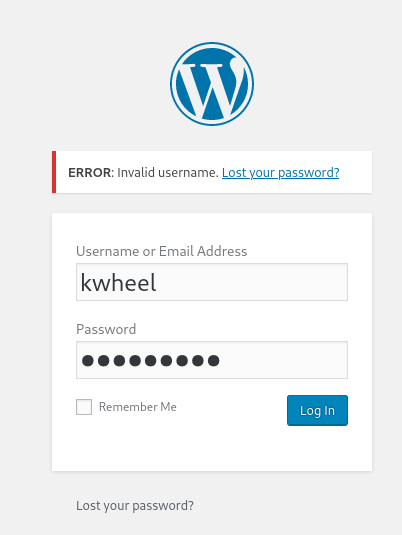 ERROR: Invalid username. Lost your password?
Username or Email Address
kwheel
Password
●●●●●●●●●
Remember Me
Log In
Lost your password?